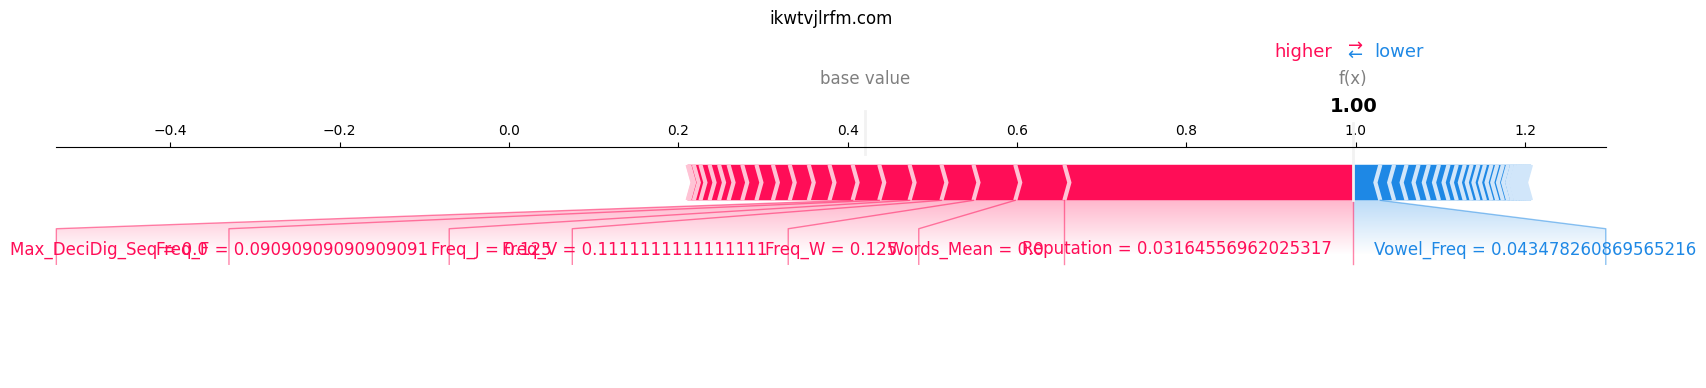 ikwtvjlrfm.com
higher ⇄ lower
base value f(x)
1.00
−0.4 −0.2 0.0 0.2 0.4 0.6 0.8 1.0 1.2
Max_DeciDig_Seq = 0.0 Freq_F = 0.09090909090909091 Freq_J = 0.125 Freq_V = 0.1111111111111111 Freq_W = 0.125 Words_Mean = 0.0 Reputation = 0.03164556962025317 Vowel_Freq = 0.043478260869565216